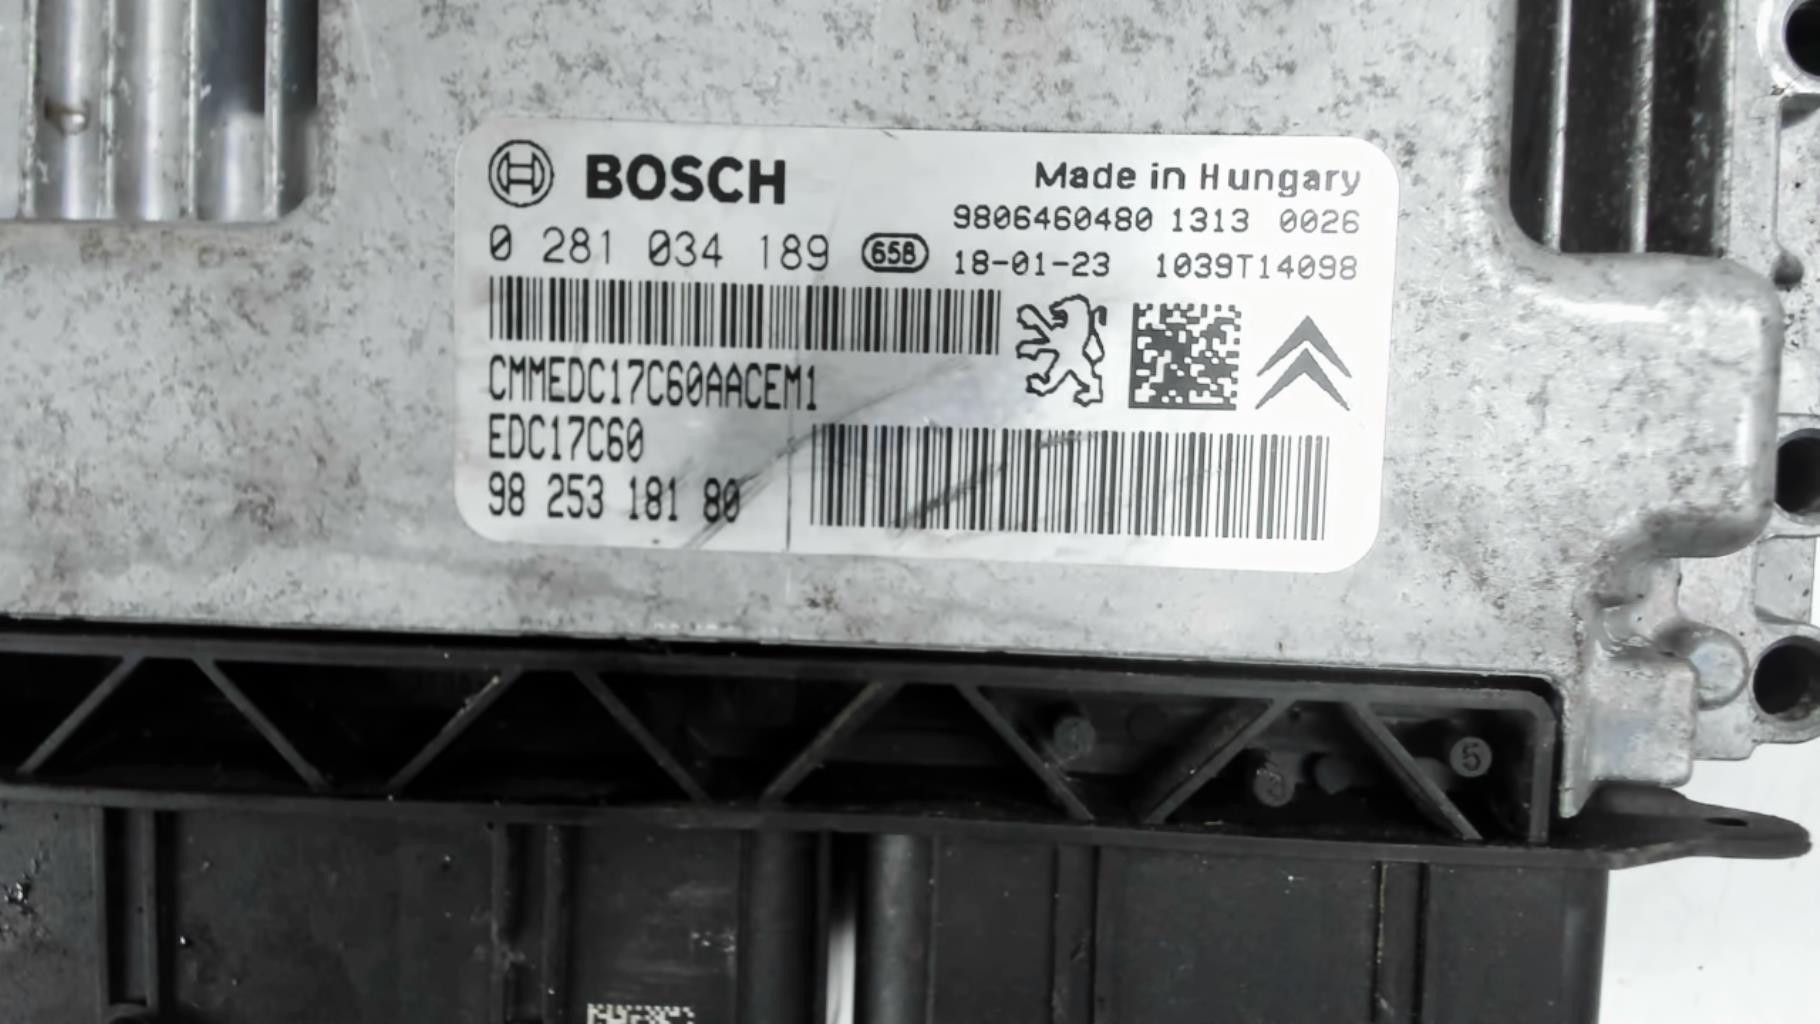 BOSCH
Made in Hungary
9806460480 1313 0026
0 281 034 189 658
18-01-23 1039T14098
CMMEDC17C60AACEM1
EDC17C60
98 253 181 80
5